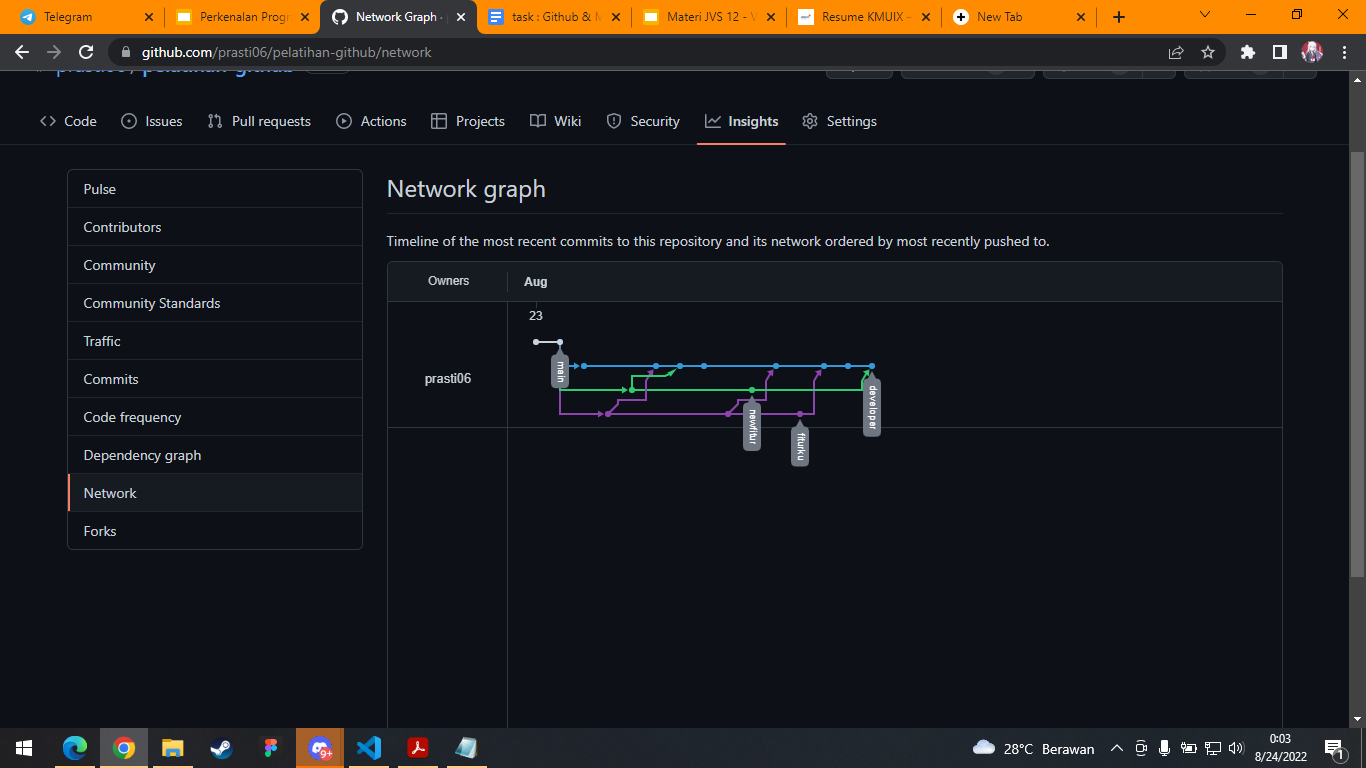 Telegram
Perkenalan Progr
Network Graph ·
task : Github & M
Materi JVS 12 - V
Resume KMUIX –
New Tab
github.com/prasti06/pelatihan-github/network
Code
Issues
Pull requests
Actions
Projects
Wiki
Security
Insights
Settings
Pulse
Contributors
Community
Community Standards
Traffic
Commits
Code frequency
Dependency graph
Network
Forks
Network graph
Timeline of the most recent commits to this repository and its network ordered by most recently pushed to.
Owners
Aug
23
prasti06
main
newfitur
fiturku
developer
9+
28°C Berawan
0:03
8/24/2022
1